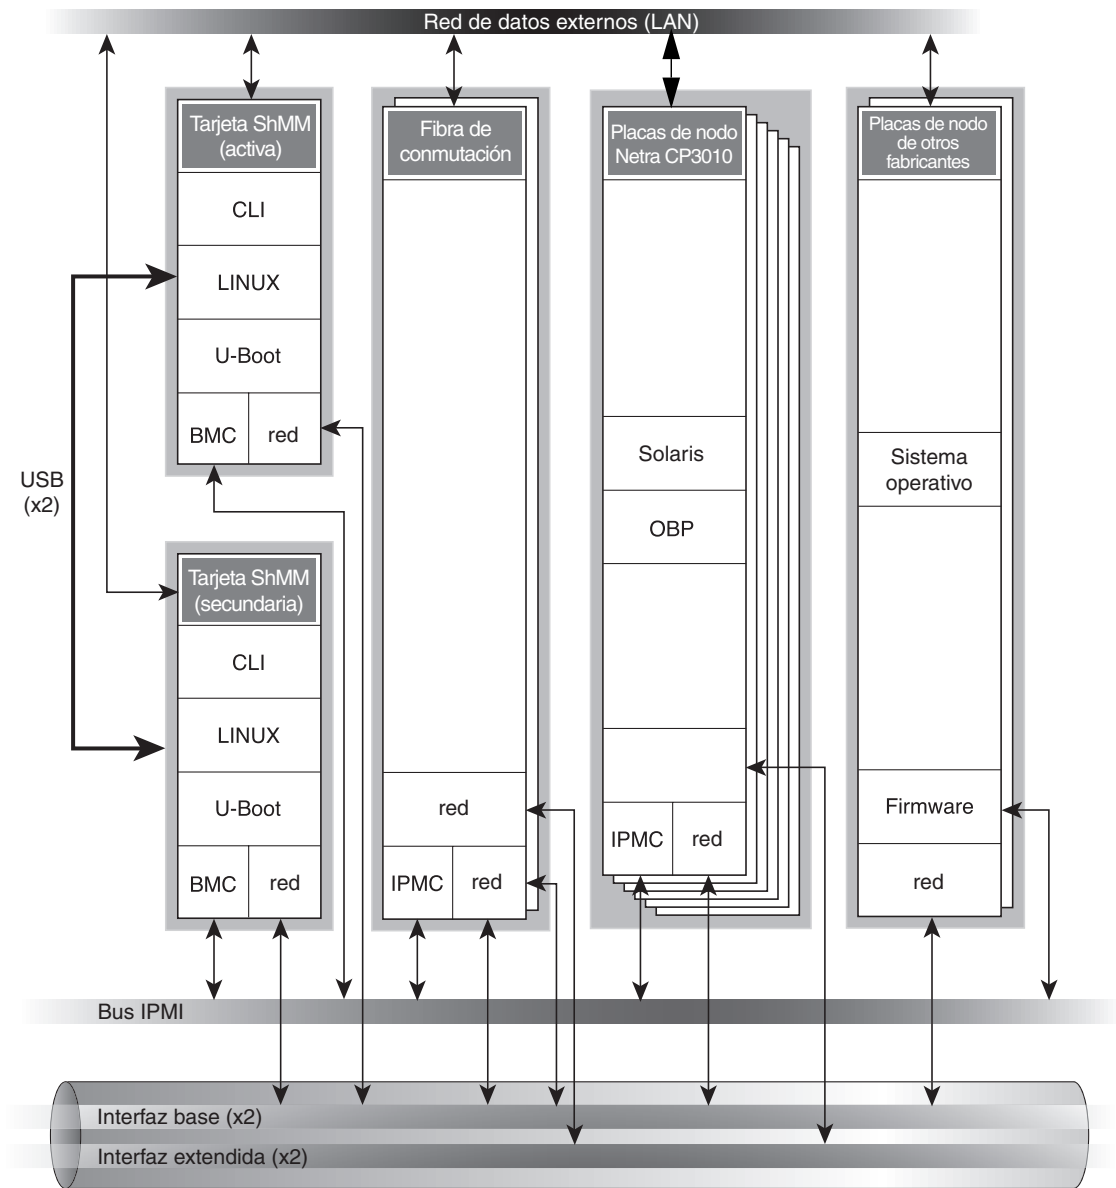 Red de datos externos (LAN)
Tarjeta ShMM
(activa)
CLI
LINUX
U-Boot
BMC
red
USB
(x2)
Tarjeta ShMM
(secundaria)
CLI
LINUX
U-Boot
BMC
red
Fibra de
conmutación
red
IPMC
red
Placas de nodo
Netra CP3010
Solaris
OBP
IPMC
red
Placas de nodo
de otros
fabricantes
Sistema
operativo
Firmware
red
Bus IPMI
Interfaz base (x2)
Interfaz extendida (x2)